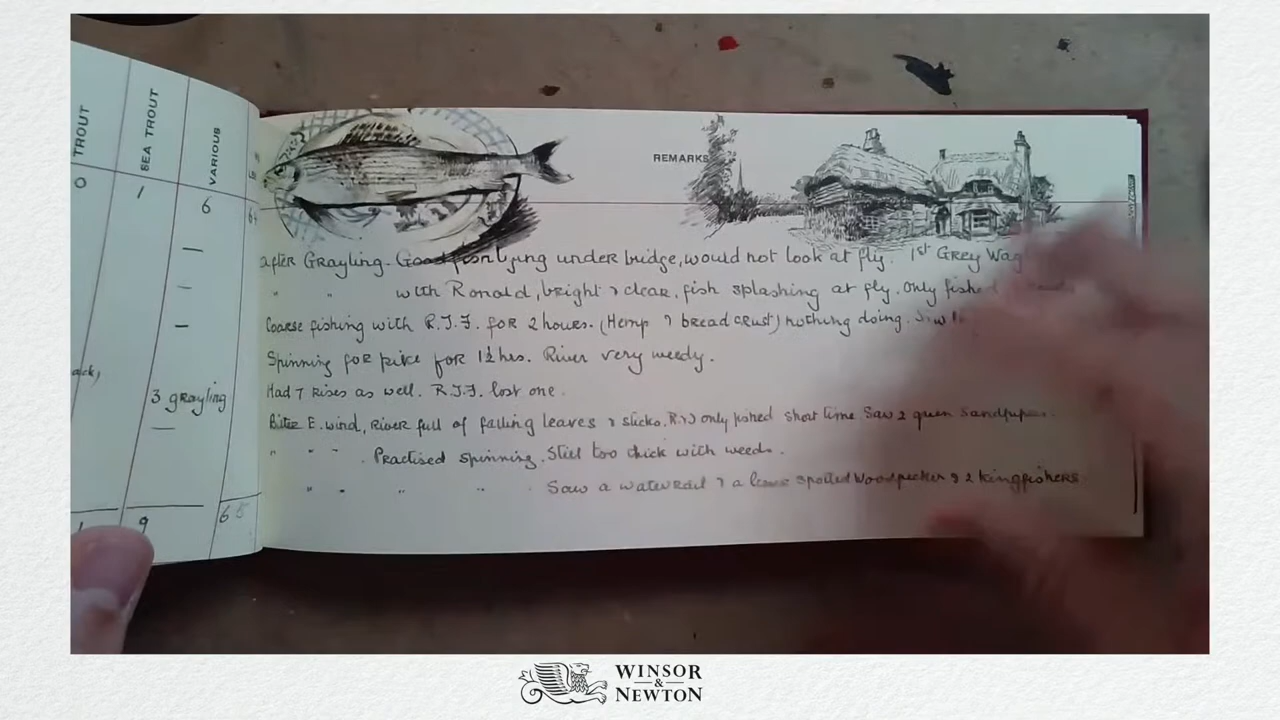 TROUT
SEA TROUT
VARIOUS
0
1
6
ack)
3 grayling
9
REMARKS
after Grayling. Good fish lying under bridge, would not look at fly. 1st Grey Wag
" " with Ronald, bright & clear, fish splashing at fly. Only fished
Coarse fishing with R.J.F. for 2 hours. (Hemp & bread crust) nothing doing. Saw
Spinning for pike for 1½ hrs. River very weedy.
Had 7 rises as well. R.J.F. lost one.
Bitter E. wind, River full of falling leaves & sticks. only fished short time Saw 2 green Sandpipers.
" " " . Practised spinning. Still too thick with weeds.
" " " " Saw a waterrail & a lesser spotted Woodpecker & 2 kingfishers
WINSOR
&
NEWTON